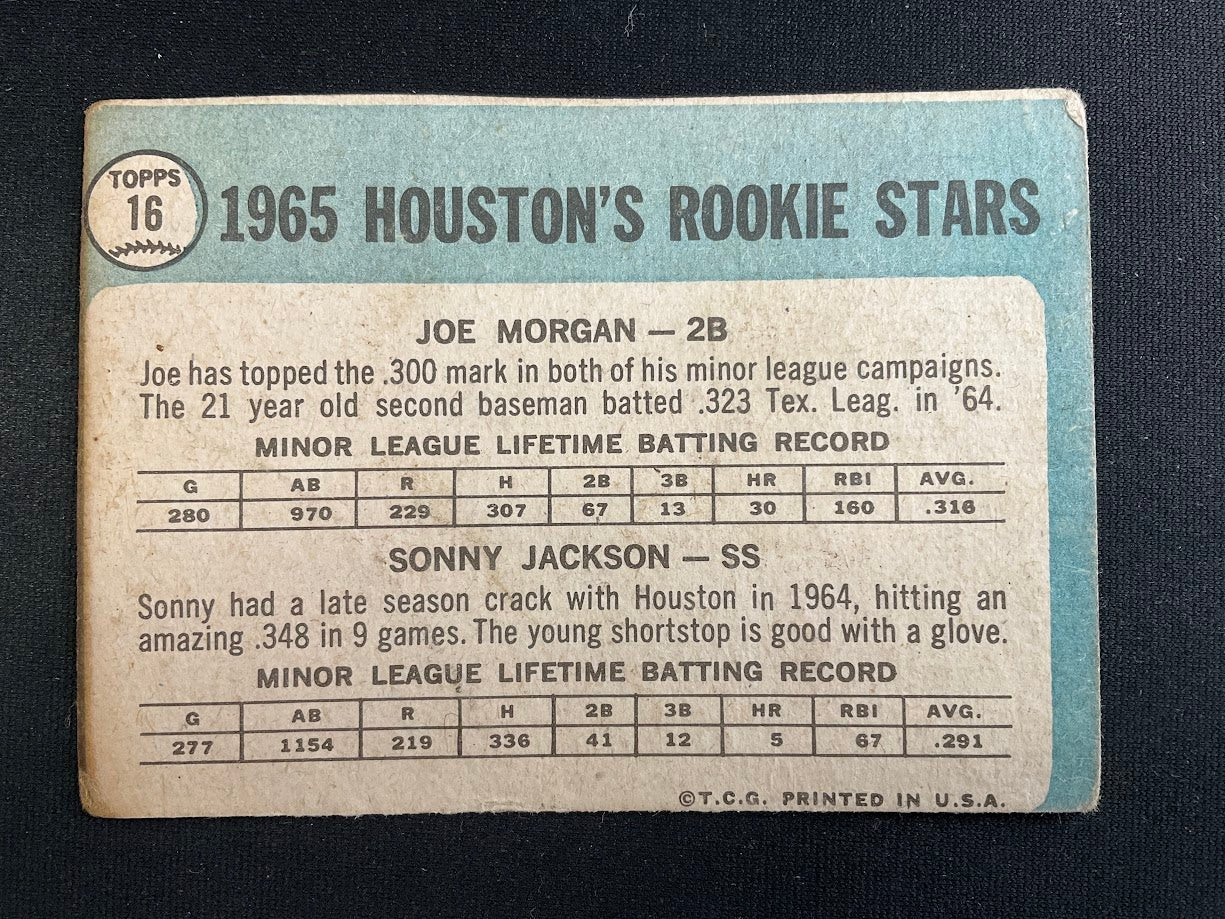 TOPPS
16
1965 HOUSTON'S ROOKIE STARS
JOE MORGAN — 2B
Joe has topped the .300 mark in both of his minor league campaigns.
The 21 year old second baseman batted .323 Tex. Leag. in '64.
MINOR LEAGUE LIFETIME BATTING RECORD
G AB R H 2B 3B HR RBI AVG.
280 970 229 307 67 13 30 160 .316
SONNY JACKSON — SS
Sonny had a late season crack with Houston in 1964, hitting an
amazing .348 in 9 games. The young shortstop is good with a glove.
MINOR LEAGUE LIFETIME BATTING RECORD
G AB R H 2B 3B HR RBI AVG.
277 1154 219 336 41 12 5 67 .291
©T.C.G. PRINTED IN U.S.A.